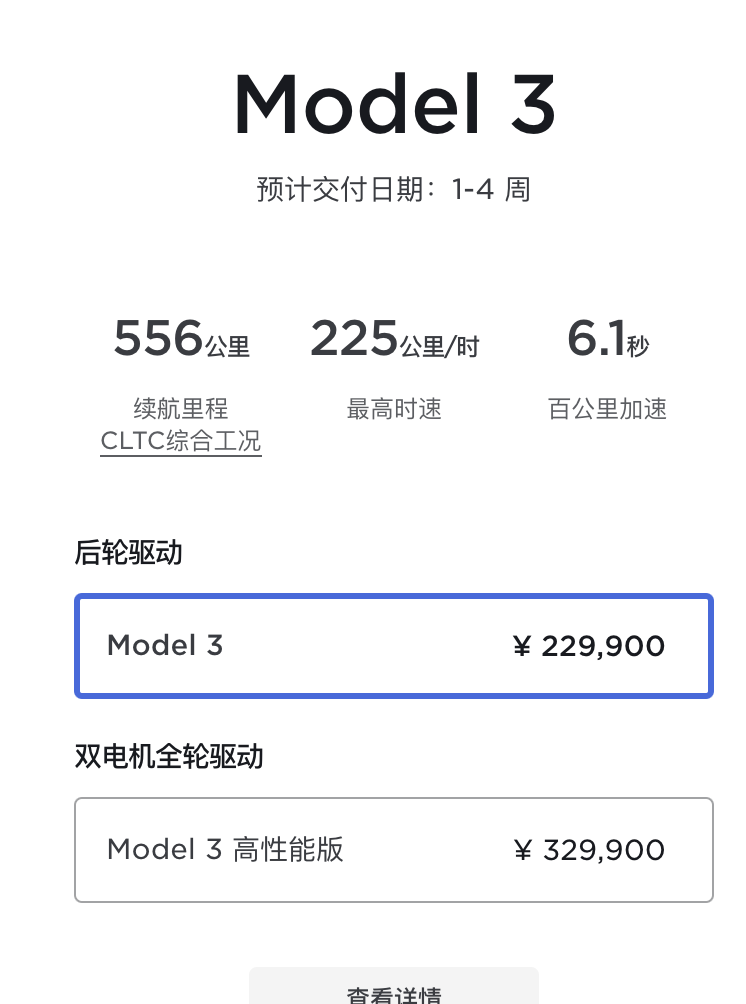 Model 3
预计交付日期：1-4 周
556公里 225公里/时 6.1秒
续航里程 最高时速 百公里加速
CLTC综合工况
后轮驱动
Model 3 ¥ 229,900
双电机全轮驱动
Model 3 高性能版 ¥ 329,900
查看详情